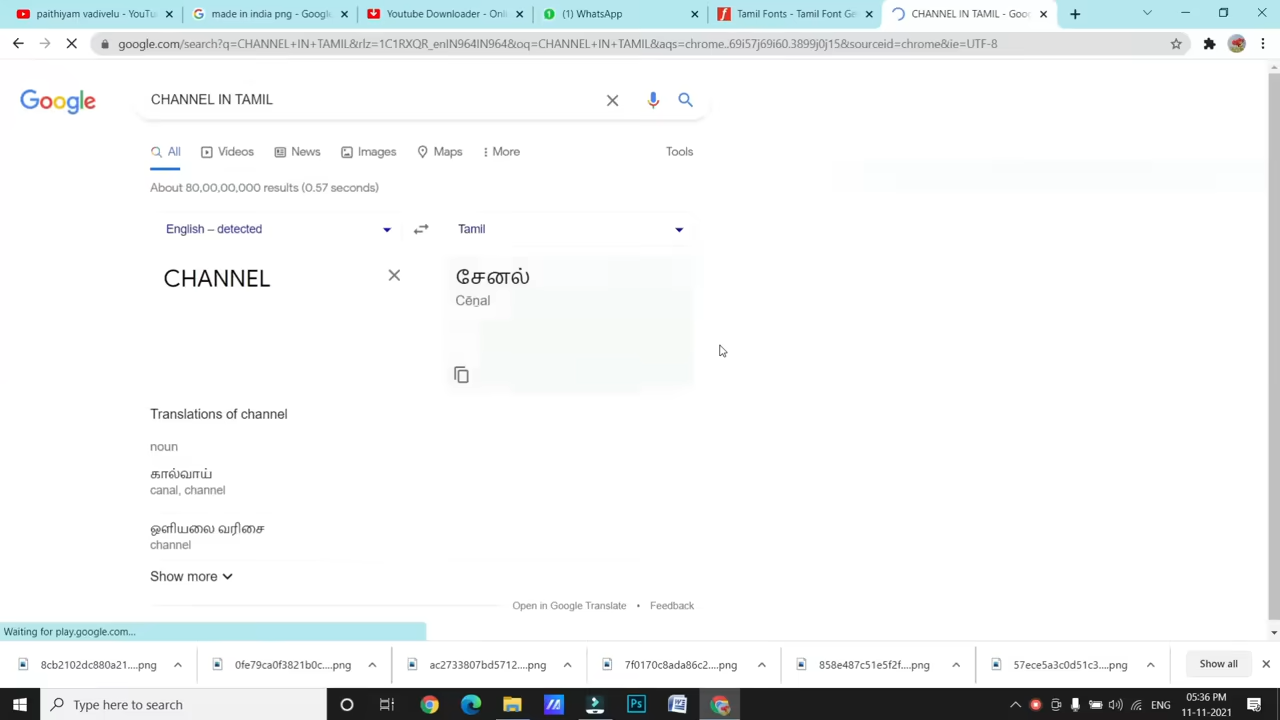 paithiyam vadivelu - YouTube
made in tamil png - Google
Youtube Downloader - Online
(1) WhatsApp
Tamil Fonts - Tamil Font Ge
CHANNEL IN TAMIL - Goo
google.com/search?q=CHANNEL+IN+TAMIL&rlz=1C1RXQR_enIN964IN964&oq=CHANNEL+IN+TAMIL&aqs=chrome..69i57j69i60.3899j0j15&sourceid=chrome&ie=UTF-8
Google
CHANNEL IN TAMIL
All
Videos
News
Images
Maps
More
Tools
About 80,00,00,000 results (0.57 seconds)
English – detected
Tamil
CHANNEL
சேனல்
Cēṉal
Translations of channel
noun
கால்வாய்
canal, channel
ஒளியலை வரிசை
channel
Show more
Open in Google Translate • Feedback
Waiting for play.google.com...
8cb2102dc880a21....png
0fe79ca0f3821b0c....png
ac2733807bd5712....png
7f0170c8ada86c2....png
858e487c51e5f2f....png
57ece5a3c0d51c3....png
Show all
Type here to search
Ps
ENG
05:36 PM
11-11-2021